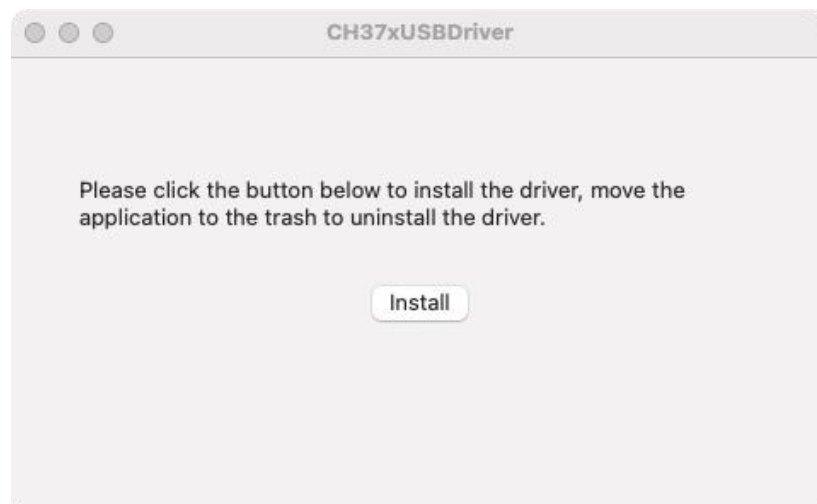 CH37xUSBDriver
Please click the button below to install the driver, move the
application to the trash to uninstall the driver.
Install